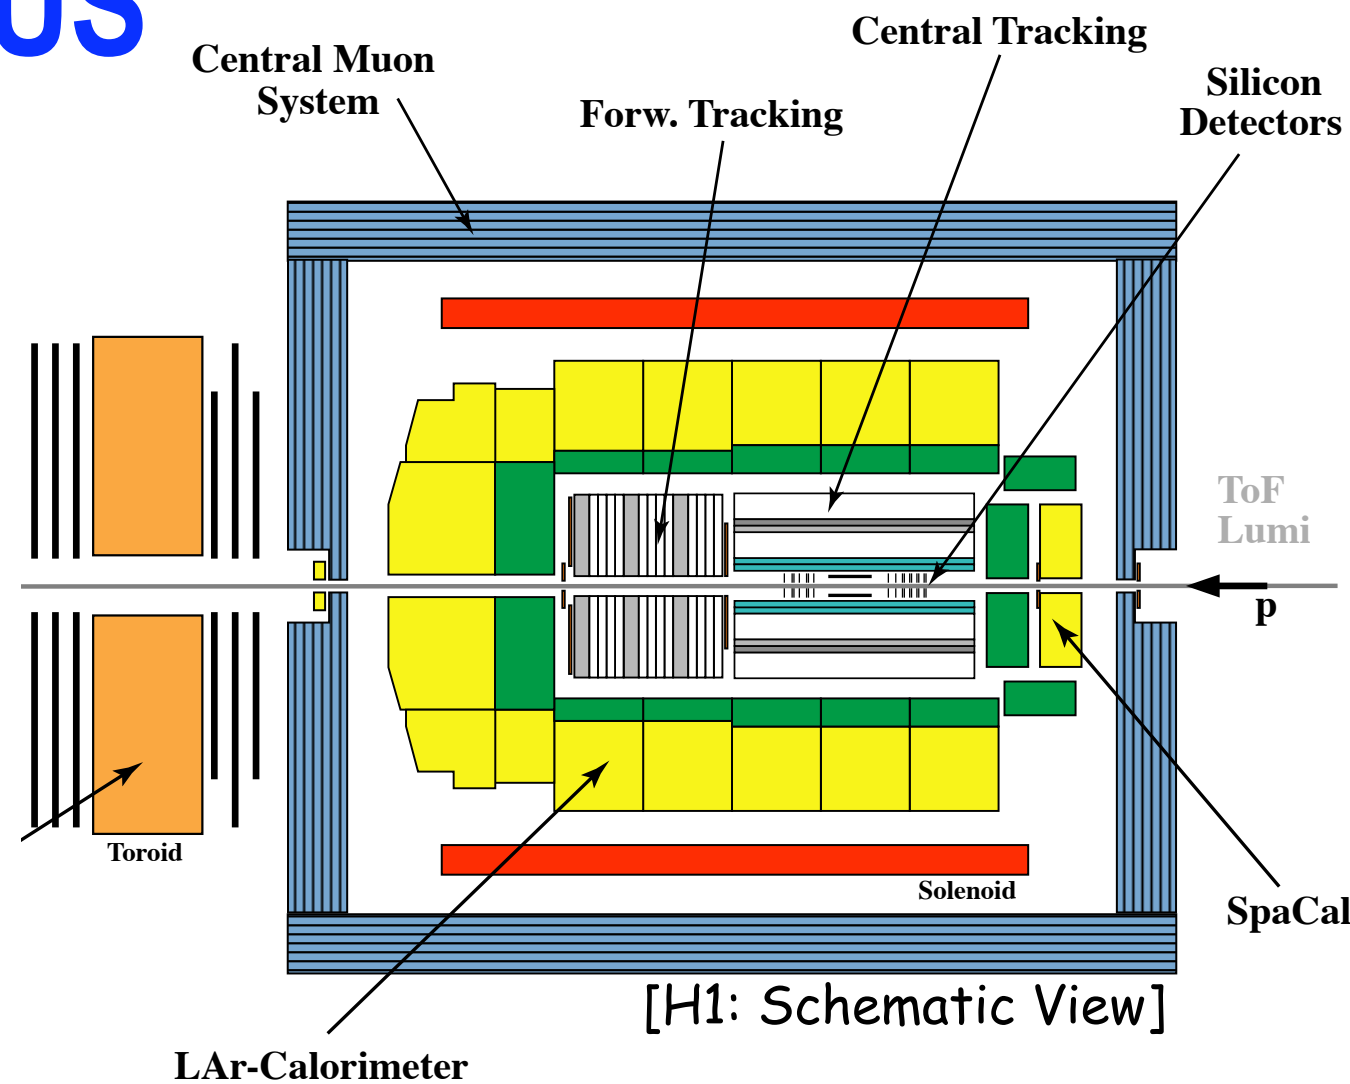 US
Central Tracking
Central Muon
System
Silicon
Detectors
Forw. Tracking
ToF
Lumi
p
Toroid
Solenoid
SpaCal
[H1: Schematic View]
LAr-Calorimeter